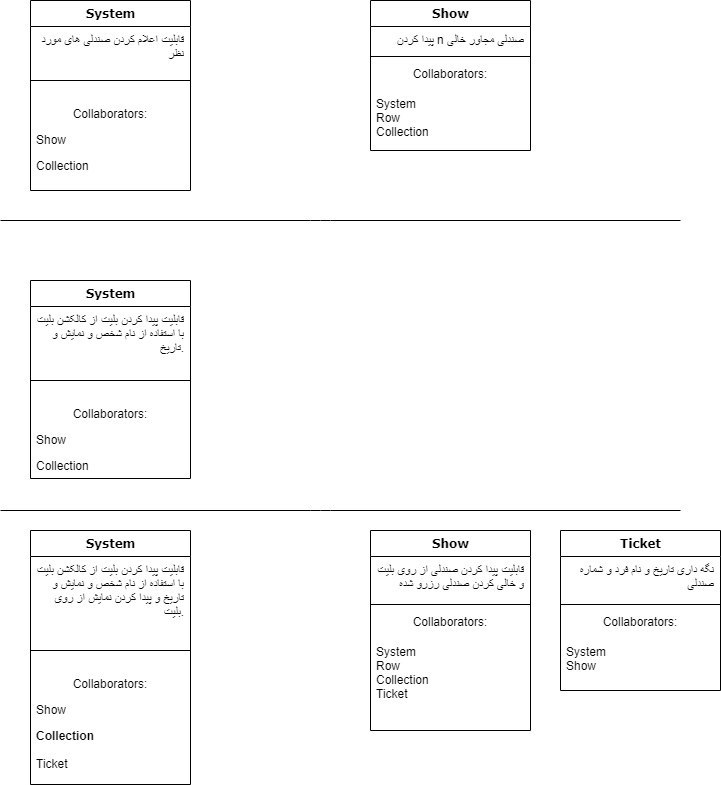 System
قابلیت اعلام کردن صندلی های مورد
نظر
Collaborators:
Show
Collection
Show
پیدا کردن n صندلی مجاور خالی
Collaborators:
System
Row
Collection
System
قابلیت پیدا کردن بلیت از کالکشن بلیت
با استفاده از نام شخص و نمایش و
تاریخ.
Collaborators:
Show
Collection
System
قابلیت پیدا کردن بلیت از کالکشن بلیت
با استفاده از نام شخص و نمایش و
تاریخ و پیدا کردن نمایش از روی
بلیت.
Collaborators:
Show
Collection
Ticket
Show
قابلیت پیدا کردن صندلی از روی بلیت
و خالی کردن صندلی رزرو شده
Collaborators:
System
Row
Collection
Ticket
Ticket
نگه داری تاریخ و نام فرد و شماره
صندلی
Collaborators:
System
Show